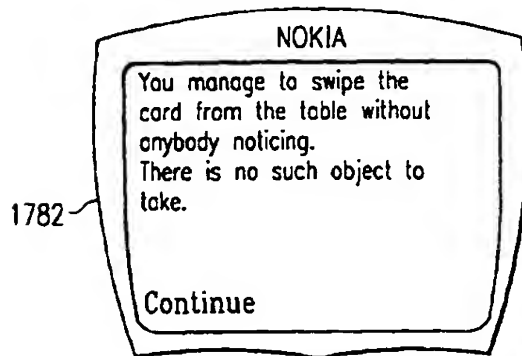 NOKIA
You manage to swipe the
card from the table without
anybody noticing.
There is no such object to
take.
1782
Continue